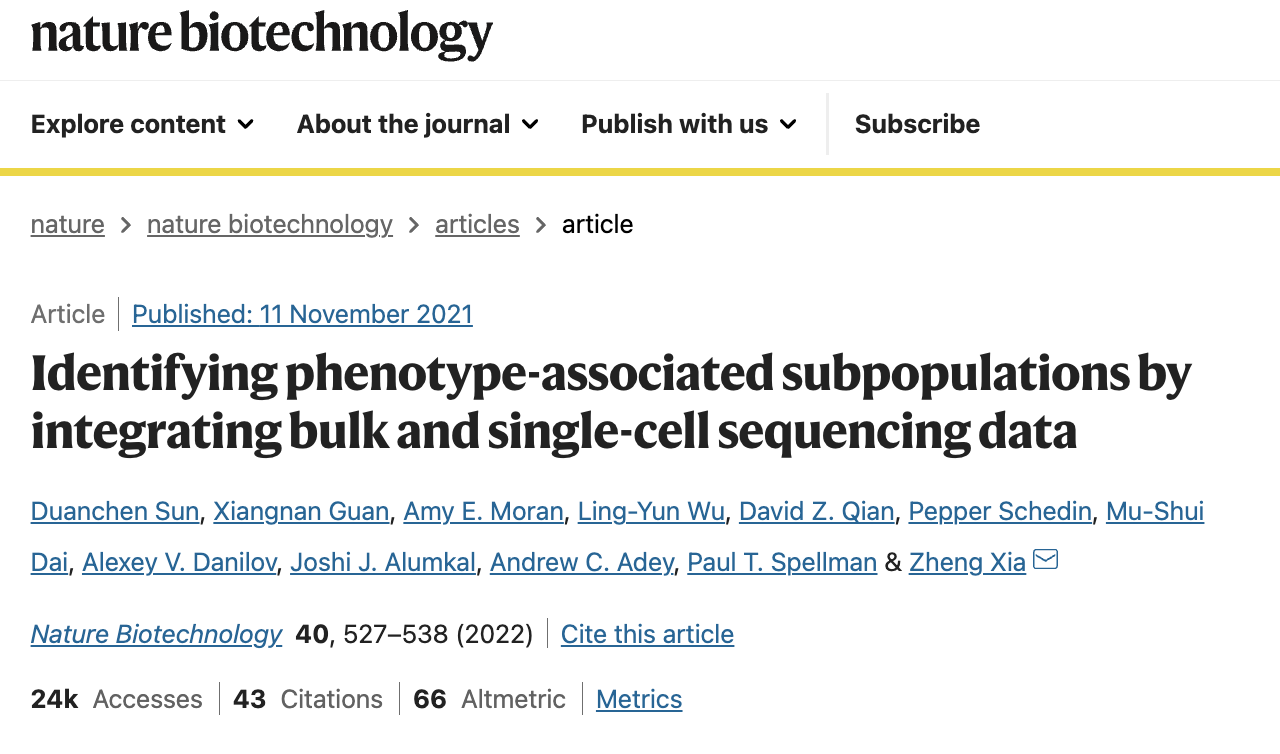 nature biotechnology
Explore content About the journal Publish with us Subscribe
nature > nature biotechnology > articles > article
Article | Published: 11 November 2021
Identifying phenotype-associated subpopulations by
integrating bulk and single-cell sequencing data
Duanchen Sun, Xiangnan Guan, Amy E. Moran, Ling-Yun Wu, David Z. Qian, Pepper Schedin, Mu-Shui
Dai, Alexey V. Danilov, Joshi J. Alumkal, Andrew C. Adey, Paul T. Spellman & Zheng Xia
Nature Biotechnology 40, 527–538 (2022) | Cite this article
24k Accesses | 43 Citations | 66 Altmetric | Metrics